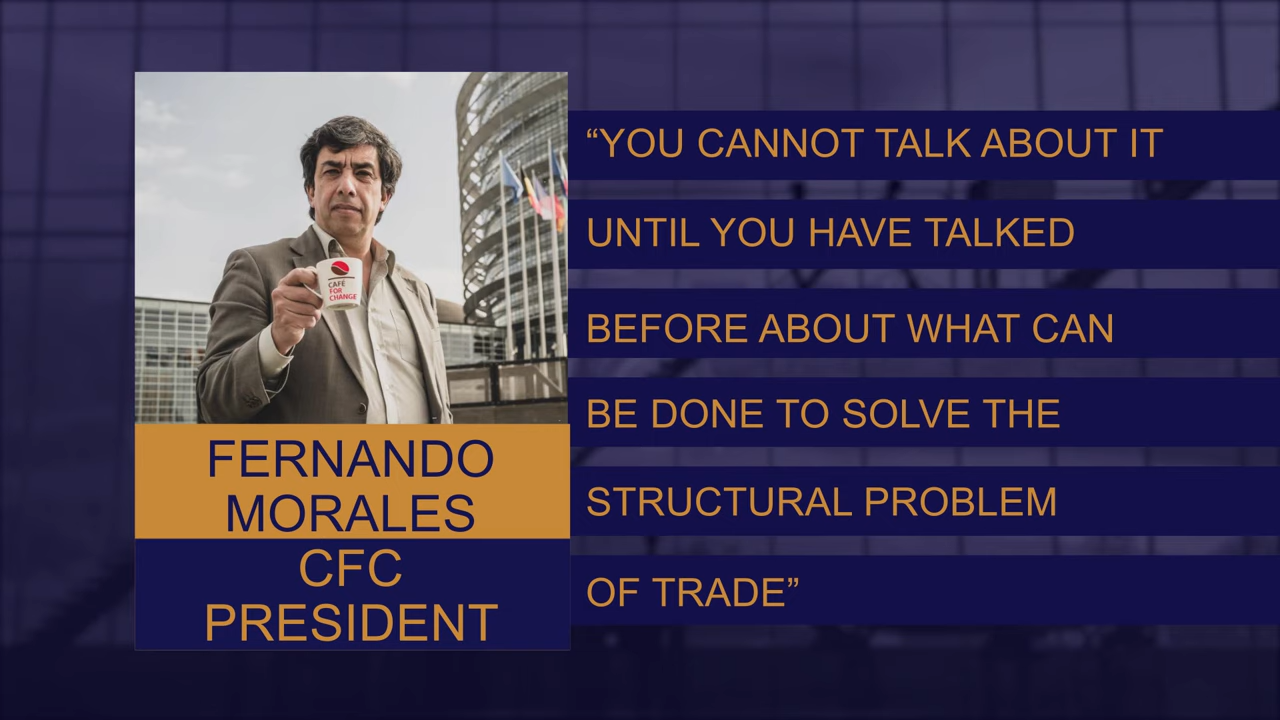 CAFÉ
FOR
CHANGE
FERNANDO
MORALES
CFC
PRESIDENT
“YOU CANNOT TALK ABOUT IT
UNTIL YOU HAVE TALKED
BEFORE ABOUT WHAT CAN
BE DONE TO SOLVE THE
STRUCTURAL PROBLEM
OF TRADE”